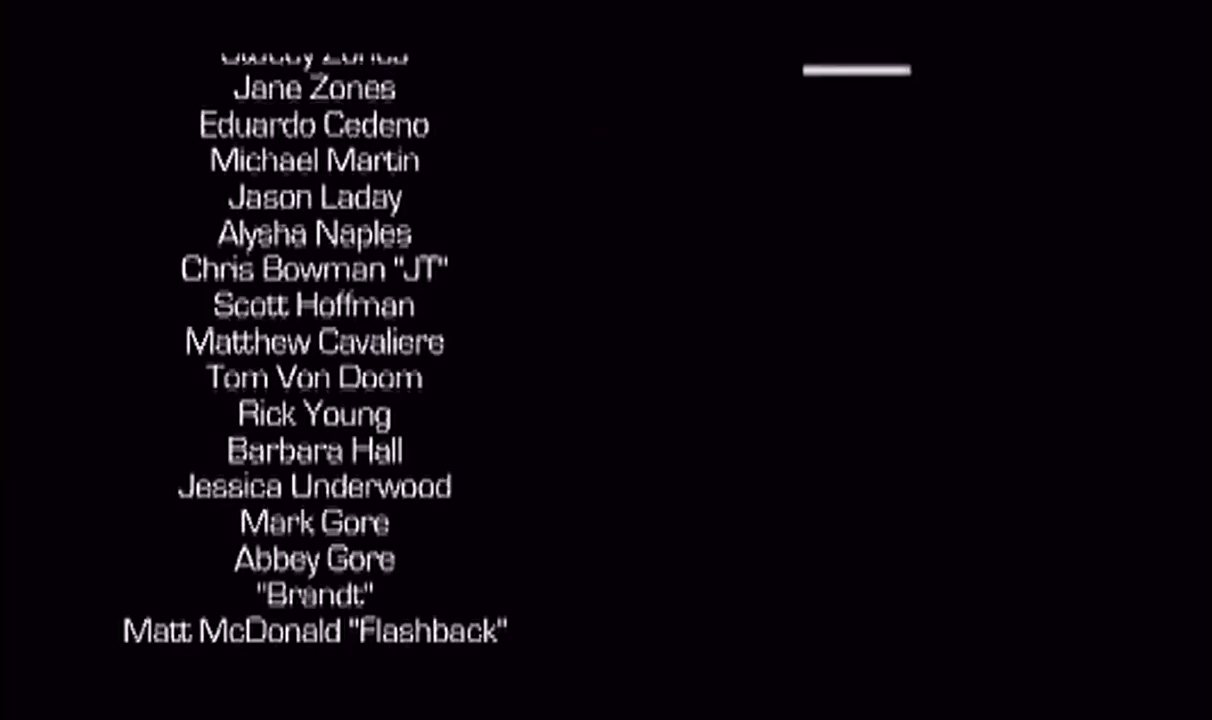 Zones
Jane Zones
Eduardo Cedeno
Michael Martin
Jason Laday
Alysha Naples
Chris Bowman "JT"
Scott Hoffman
Matthew Cavaliere
Tom Von Doom
Rick Young
Barbara Hall
Jessica Underwood
Mark Gore
Abbey Gore
"Brandt"
Matt McDonald "Flashback"